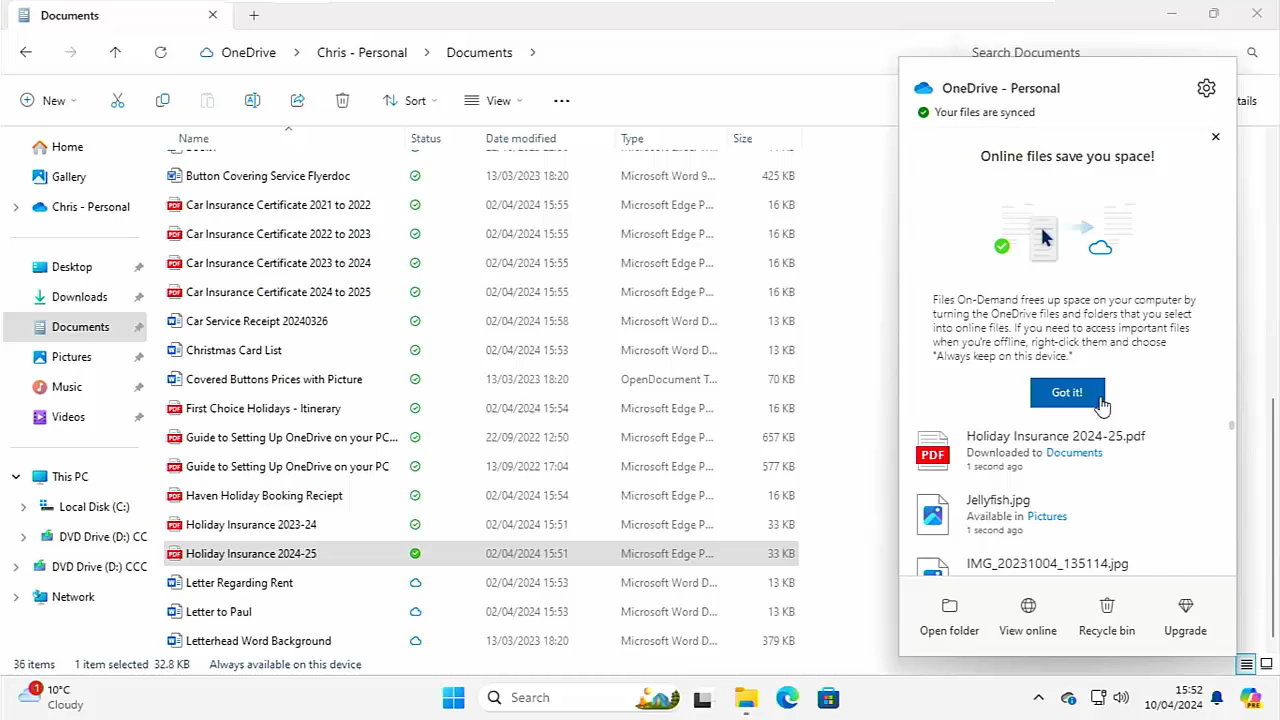 Documents
OneDrive > Chris - Personal > Documents >
Search Documents
New
Sort
View
tails
Home
Gallery
Chris - Personal
Desktop
Downloads
Documents
Pictures
Music
Videos
This PC
Local Disk (C:)
DVD Drive (D:) CC
DVD Drive (D:) CCC
Network
Name Status Date modified Type Size
Button Covering Service Flyerdoc 13/03/2023 18:20 Microsoft Word 9... 425 KB
Car Insurance Certificate 2021 to 2022 02/04/2024 15:55 Microsoft Edge P... 16 KB
Car Insurance Certificate 2022 to 2023 02/04/2024 15:55 Microsoft Edge P... 16 KB
Car Insurance Certificate 2023 to 2024 02/04/2024 15:55 Microsoft Edge P... 16 KB
Car Insurance Certificate 2024 to 2025 02/04/2024 15:55 Microsoft Edge P... 16 KB
Car Service Receipt 20240326 02/04/2024 15:58 Microsoft Word D... 13 KB
Christmas Card List 02/04/2024 15:53 Microsoft Word D... 13 KB
Covered Buttons Prices with Picture 13/03/2023 18:20 OpenDocument T... 70 KB
First Choice Holidays - Itinerary 02/04/2024 15:54 Microsoft Edge P... 16 KB
Guide to Setting Up OneDrive on your PC... 22/09/2022 12:50 Microsoft Edge P... 657 KB
Guide to Setting Up OneDrive on your PC 13/09/2022 17:04 Microsoft Edge P... 577 KB
Haven Holiday Booking Reciept 02/04/2024 15:54 Microsoft Edge P... 16 KB
Holiday Insurance 2023-24 02/04/2024 15:51 Microsoft Edge P... 33 KB
Holiday Insurance 2024-25 02/04/2024 15:51 Microsoft Edge P... 33 KB
Letter Regarding Rent 02/04/2024 15:53 Microsoft Word D... 13 KB
Letter to Paul 02/04/2024 15:53 Microsoft Word D... 13 KB
Letterhead Word Background 13/03/2023 18:20 Microsoft Word D... 379 KB
36 items 1 item selected 32.8 KB Always available on this device
OneDrive - Personal
Your files are synced
Online files save you space!
Files On-Demand frees up space on your computer by
turning the OneDrive files and folders that you select
into online files. If you need to access important files
when you're offline, right-click them and choose
"Always keep on this device."
Got it!
PDF
Holiday Insurance 2024-25.pdf
Downloaded to Documents
1 second ago
Jellyfish.jpg
Available in Pictures
1 second ago
IMG_20231004_135114.jpg
Open folder View online Recycle bin Upgrade
1
10°C
Cloudy
Search
15:52
10/04/2024
PRE